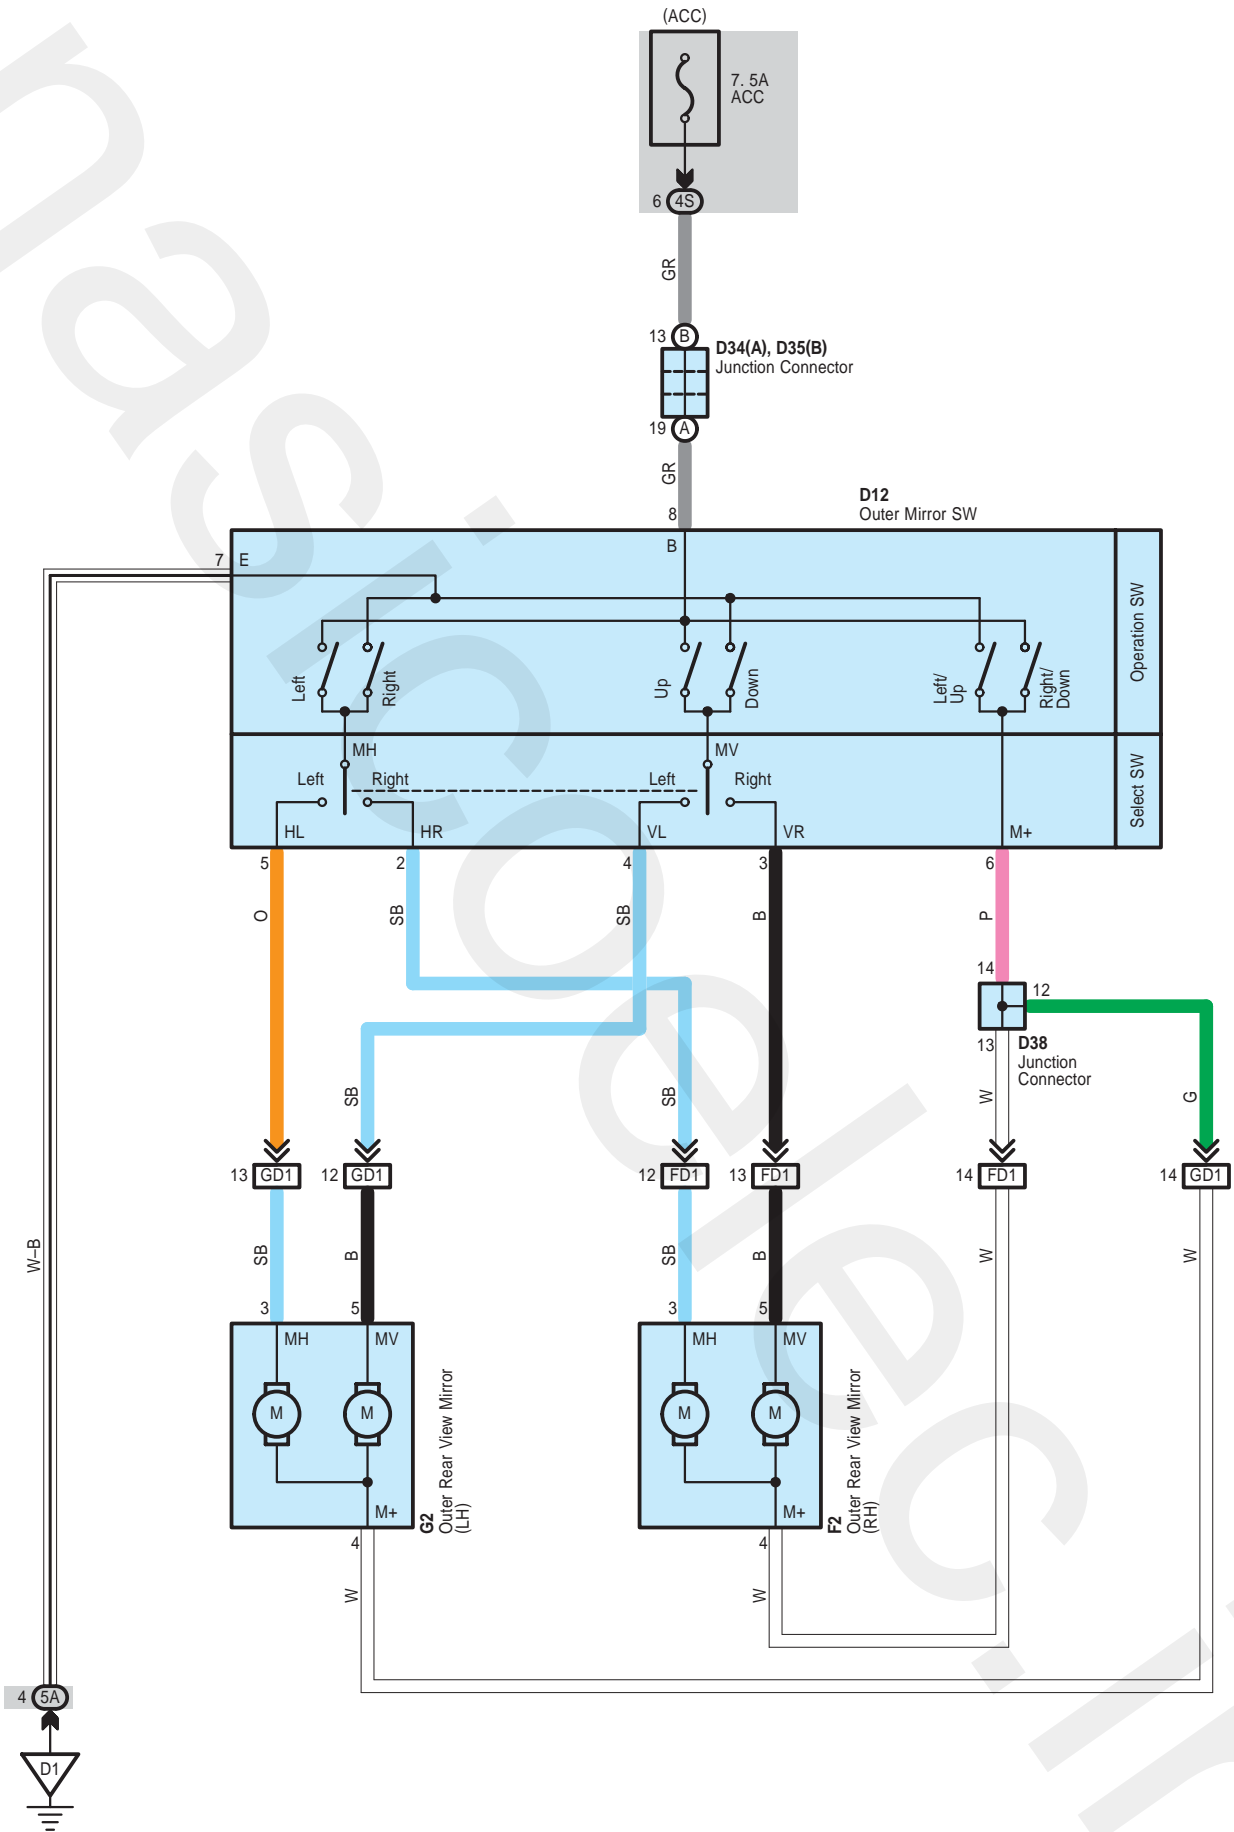 (ACC)
7. 5A
ACC
6 4S
GR
13 B
D34(A), D35(B)
Junction Connector
19 A
GR
D12
Outer Mirror SW
8
B
7 E
Operation SW
Left
Right
Up
Down
Left/
Up
Right/
Down
MH
MV
Select SW
Left Right
Left Right
HL HR VL VR M+
5 2 4 3 6
O SB SB B P
14
12
13
D38
Junction
Connector
SB SB W G
13 GD1 12 GD1 12 FD1 13 FD1 14 FD1 14 GD1
W-B
SB B SB B W W
3 5 3 5
MH MV MH MV
M M M M
M+ M+
G2
Outer Rear View Mirror
(LH)
F2
Outer Rear View Mirror
(RH)
4 4
W W
4 5A
D1
nasicoelec.ir